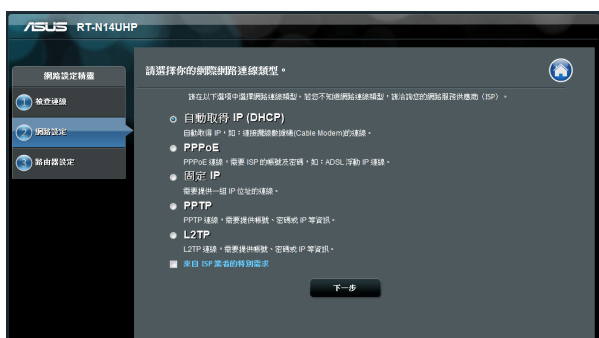 ASUS RT-N14UHP
網路設定精靈
1 檢查連線
2 網路設定
3 路由器設定
請選擇你的網際網路連線類型。
請在以下選項中選擇網路連線類型。若您不知道網路連線類型，請洽詢您的網路服務供應商 (ISP) 。
自動取得 IP (DHCP)
自動取得 IP，如：連接纜線數據機(Cable Modem)的連線。
PPPoE
PPPoE 連線，需要 ISP 的帳號及密碼，如：ADSL 浮動 IP 連線。
固定 IP
需要提供一組 IP 位址的連線。
PPTP
PPTP 連線，需要提供帳號、密碼或 IP 等資訊。
L2TP
L2TP 連線，需要提供帳號、密碼或 IP 等資訊。
來自 ISP 業者的特別需求
下一步